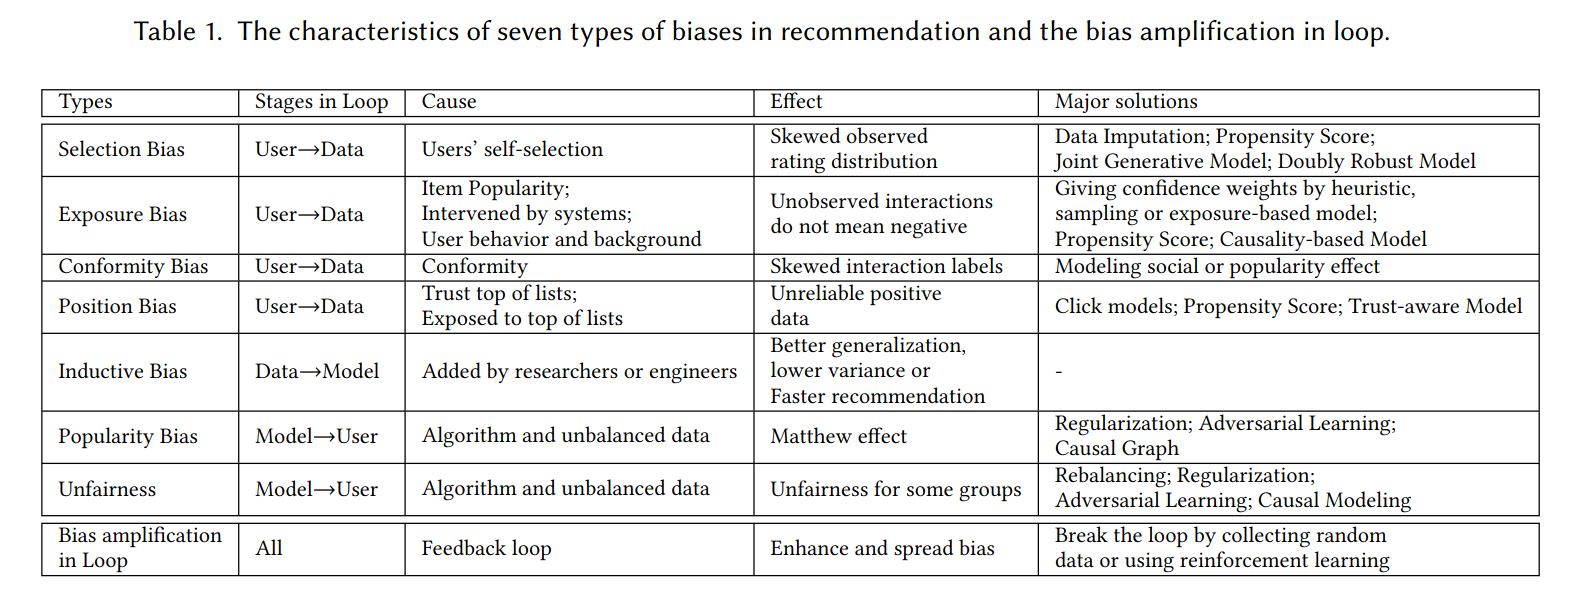 Table 1. The characteristics of seven types of biases in recommendation and the bias amplification in loop.
Types Stages in Loop Cause Effect Major solutions
Selection Bias User→Data Users' self-selection Skewed observed rating distribution Data Imputation; Propensity Score; Joint Generative Model; Doubly Robust Model
Exposure Bias User→Data Item Popularity; Intervened by systems; User behavior and background Unobserved interactions do not mean negative Giving confidence weights by heuristic, sampling or exposure-based model; Propensity Score; Causality-based Model
Conformity Bias User→Data Conformity Skewed interaction labels Modeling social or popularity effect
Position Bias User→Data Trust top of lists; Exposed to top of lists Unreliable positive data Click models; Propensity Score; Trust-aware Model
Inductive Bias Data→Model Added by researchers or engineers Better generalization, lower variance or Faster recommendation -
Popularity Bias Model→User Algorithm and unbalanced data Matthew effect Regularization; Adversarial Learning; Causal Graph
Unfairness Model→User Algorithm and unbalanced data Unfairness for some groups Rebalancing; Regularization; Adversarial Learning; Causal Modeling
Bias amplification in Loop All Feedback loop Enhance and spread bias Break the loop by collecting random data or using reinforcement learning